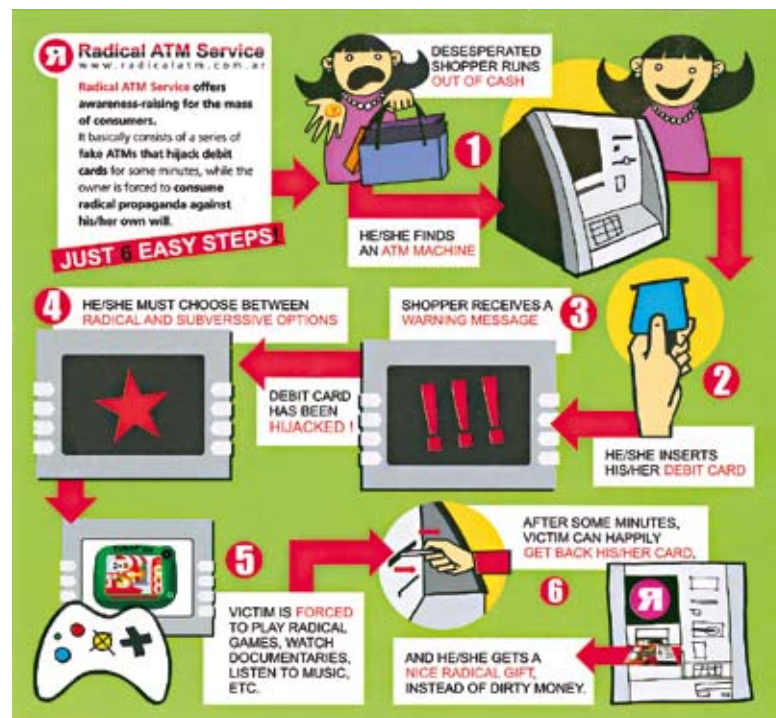 Я Radical ATM Service
www.radicalatm.com.ar
Radical ATM Service offers
awareness-raising for the mass
of consumers.
It basically consists of a series of
fake ATMs that hijack debit
cards for some minutes, while the
owner is forced to consume
radical propaganda against
his/her own will.
JUST 6 EASY STEPS!
DESESPERATED
SHOPPER RUNS
OUT OF CASH
1
HE/SHE FINDS
AN ATM MACHINE
2
HE/SHE INSERTS
HIS/HER DEBIT CARD
SHOPPER RECEIVES A
WARNING MESSAGE
3
!!!
DEBIT CARD
HAS BEEN
HIJACKED !
4
HE/SHE MUST CHOOSE BETWEEN
RADICAL AND SUBVERSSIVE OPTIONS
5
VICTIM IS FORCED
TO PLAY RADICAL
GAMES, WATCH
DOCUMENTARIES,
LISTEN TO MUSIC,
ETC.
AFTER SOME MINUTES,
VICTIM CAN HAPPILY
GET BACK HIS/HER CARD.
6
Я
AND HE/SHE GETS A
NICE RADICAL GIFT,
INSTEAD OF DIRTY MONEY.